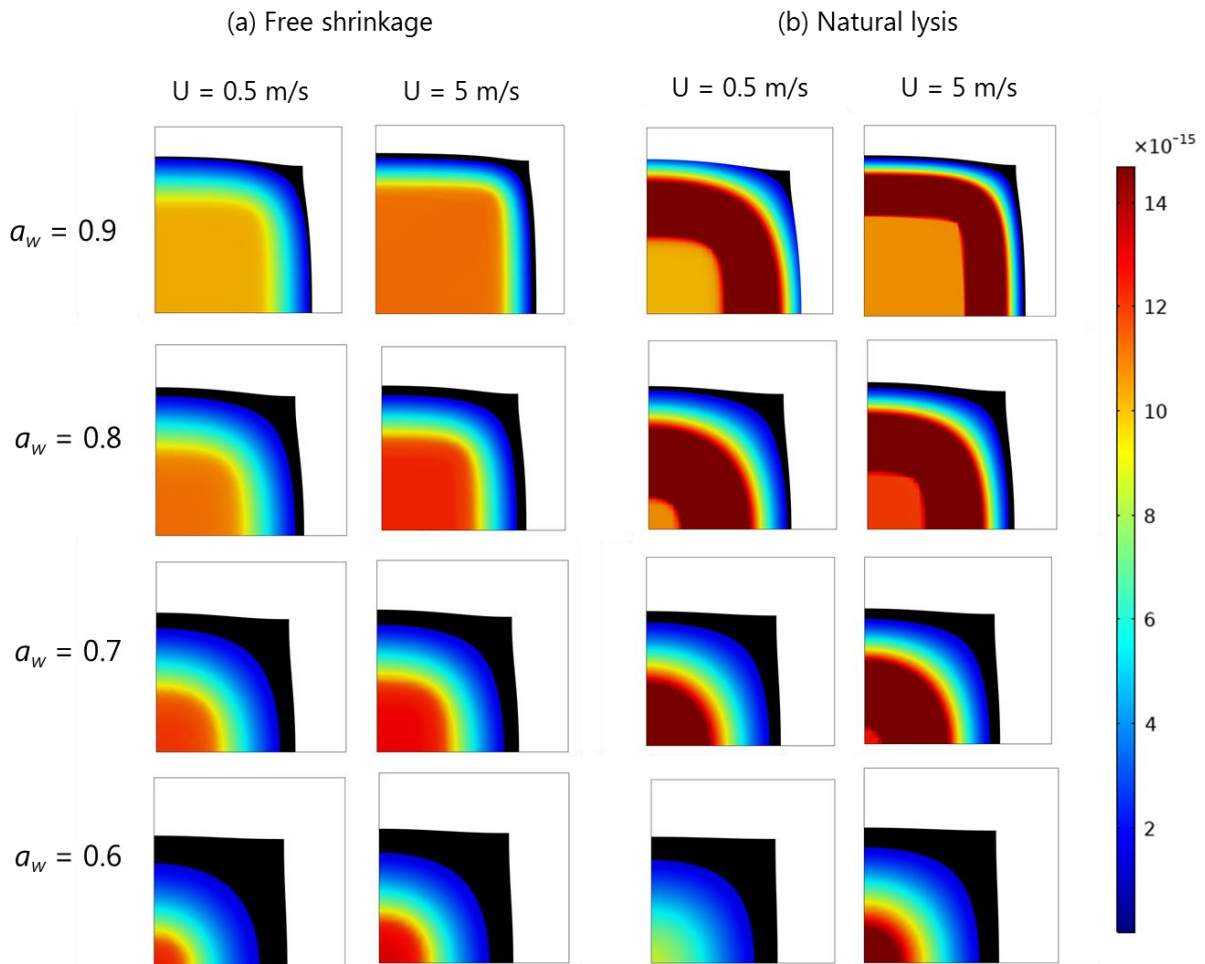 (a) Free shrinkage (b) Natural lysis
U = 0.5 m/s U = 5 m/s U = 0.5 m/s U = 5 m/s
×10⁻¹⁵
a_w = 0.9
14
12
10
a_w = 0.8
8
6
a_w = 0.7
4
2
a_w = 0.6